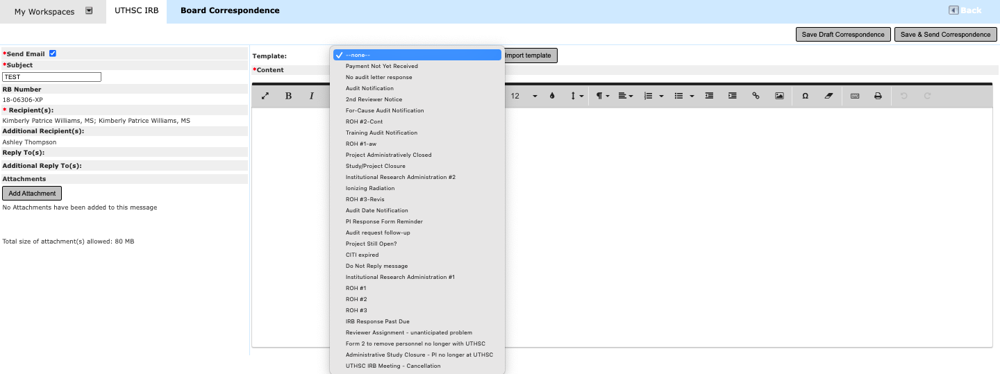 My Workspaces
UTHSC IRB
Board Correspondence
Back
Save Draft Correspondence
Save & Send Correspondence
*Send Email
*Subject
TEST
RB Number
18-06306-XP
* Recipient(s):
Kimberly Patrice Williams, MS; Kimberly Patrice Williams, MS
Additional Recipient(s):
Ashley Thompson
Reply To(s):
Additional Reply To(s):
Attachments
Add Attachment
No Attachments have been added to this message
Total size of attachment(s) allowed: 80 MB
Template:
Import template
*Content
B I
12
Ω
--none--
Payment Not Yet Received
No audit letter response
Audit Notification
2nd Reviewer Notice
For-Cause Audit Notification
ROH #2-Cont
Training Audit Notification
ROH #1-aw
Project Administratively Closed
Study/Project Closure
Institutional Research Administration #2
Ionizing Radiation
ROH #3-Revis
Audit Date Notification
PI Response Form Reminder
Audit request follow-up
Project Still Open?
CITI expired
Do Not Reply message
Institutional Research Administration #1
ROH #1
ROH #2
ROH #3
IRB Response Past Due
Reviewer Assignment - unanticipated problem
Form 2 to remove personnel no longer with UTHSC
Administrative Study Closure - PI no longer at UTHSC
UTHSC IRB Meeting - Cancellation